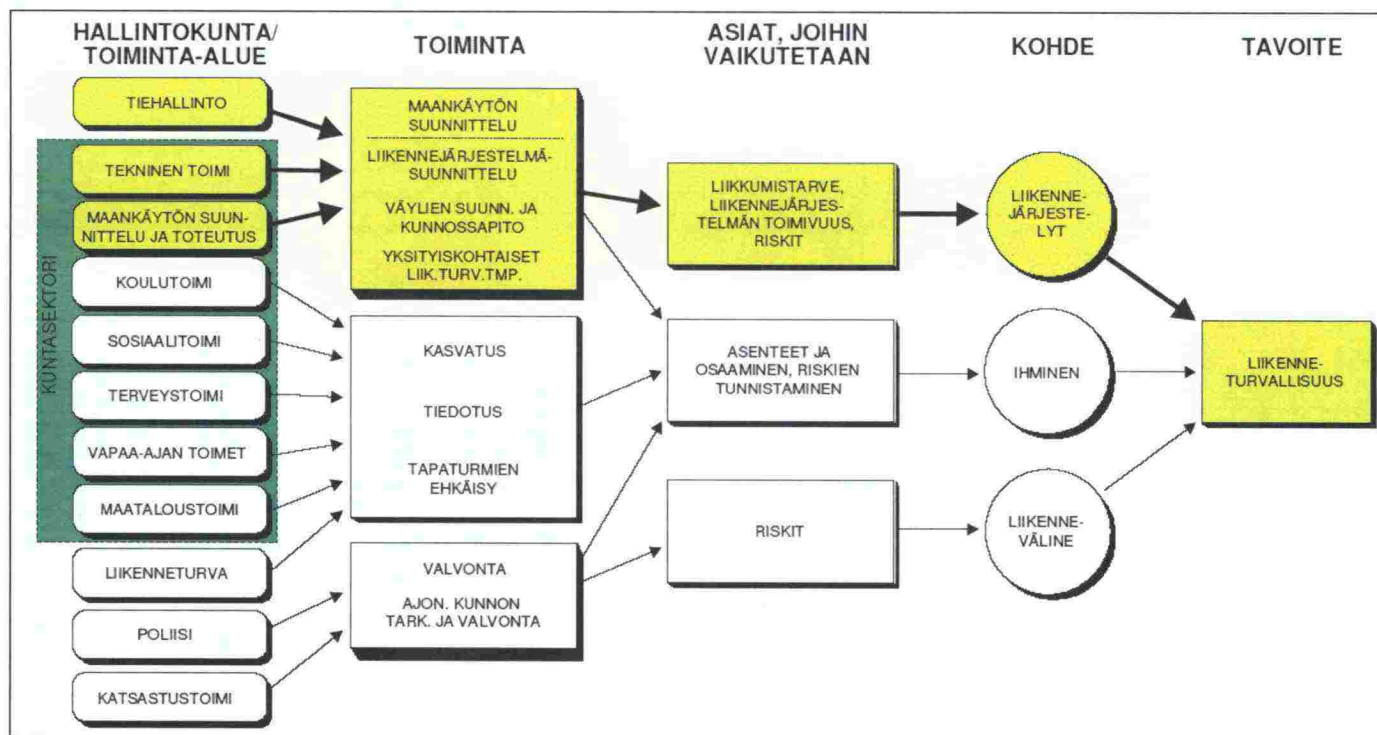 HALLINTOKUNTA/
TOIMINTA-ALUE
TOIMINTA
ASIAT, JOIHIN
VAIKUTETAAN
KOHDE
TAVOITE
KUNTASEKTORI
TIEHALLINTO
TEKNINEN TOIMI
MAANKÄYTÖN SUUN-
NITTELU JA TOTEUTUS
KOULUTOIMI
SOSIAALITOIMI
TERVEYSTOIMI
VAPAA-AJAN TOIMET
MAATALOUSTOIMI
LIIKENNETURVA
POLIISI
KATSASTUSTOIMI
MAANKÄYTÖN
SUUNNITTELU
LIIKENNEJÄRJESTELMÄ-
SUUNNITTELU
VÄYLIEN SUUNN. JA
KUNNOSSAPITO
YKSITYISKOHTAISET
LIIK.TURV.TMP.
KASVATUS
TIEDOTUS
TAPATURMIEN
EHKÄISY
VALVONTA
AJON. KUNNON
TARK. JA VALVONTA
LIIKKUMISTARVE,
LIIKENNEJÄRJES-
TELMÄN TOIMIVUUS,
RISKIT
ASENTEET JA
OSAAMINEN, RISKIEN
TUNNISTAMINEN
RISKIT
LIIKENNE-
JÄRJESTE-
LYT
IHMINEN
LIIKENNE-
VÄLINE
LIIKENNE-
TURVALLISUUS